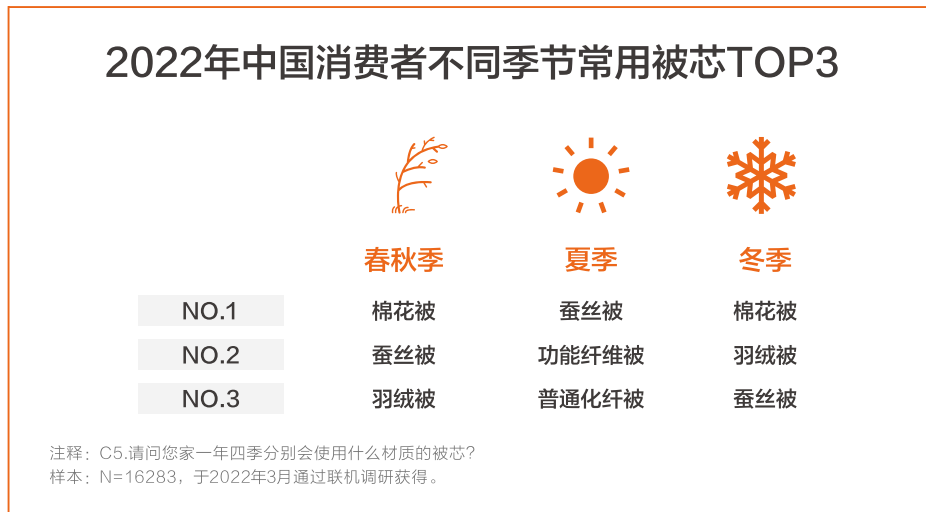 2022年中国消费者不同季节常用被芯TOP3
春秋季 夏季 冬季
NO.1 棉花被 蚕丝被 棉花被
NO.2 蚕丝被 功能纤维被 羽绒被
NO.3 羽绒被 普通化纤被 蚕丝被
注释：C5.请问您家一年四季分别会使用什么材质的被芯？
样本：N=16283，于2022年3月通过联机调研获得。